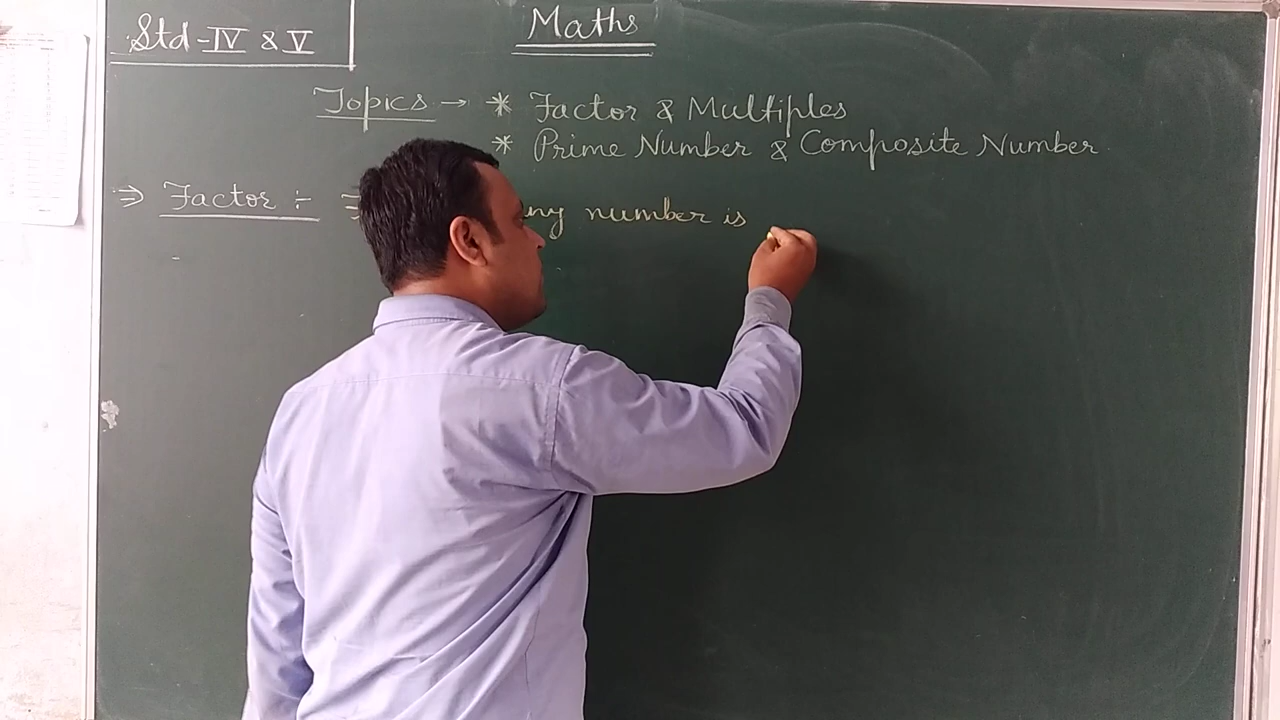 Std - IV & V
Maths
Topics → * Factor & Multiples
* Prime Number & Composite Number
⇒ Factor ÷ number is